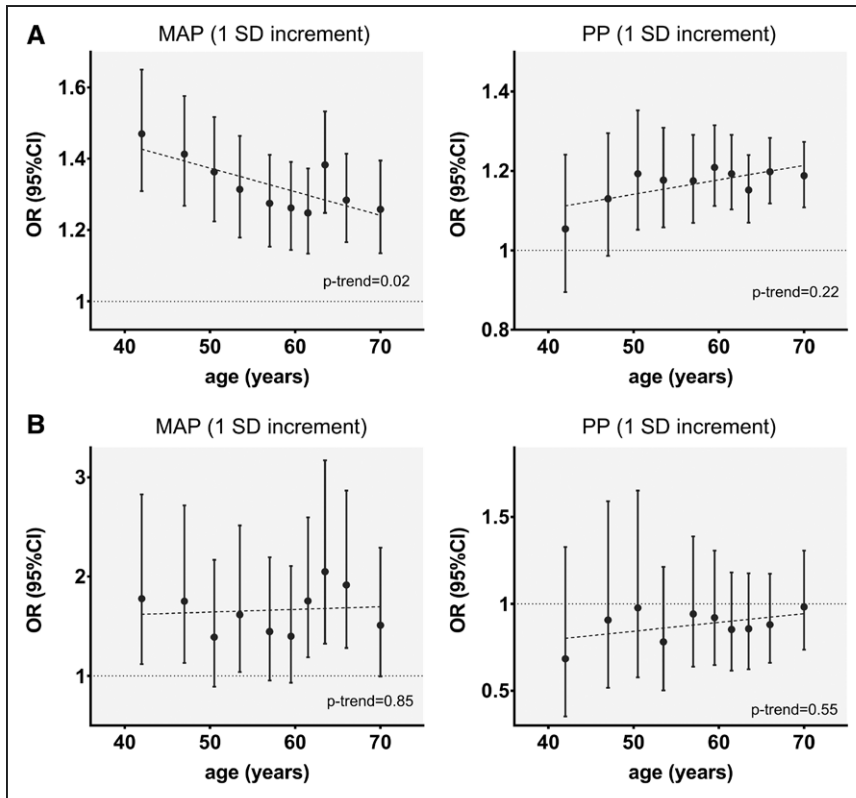 A
MAP (1 SD increment)
OR (95%CI)
1.6
1.4
1.2
1
p-trend=0.02
40 50 60 70
age (years)
PP (1 SD increment)
OR (95%CI)
1.4
1.2
1
0.8
p-trend=0.22
40 50 60 70
age (years)
B
MAP (1 SD increment)
OR (95%CI)
3
2
1
p-trend=0.85
40 50 60 70
age (years)
PP (1 SD increment)
OR (95%CI)
1.5
1
0.5
p-trend=0.55
40 50 60 70
age (years)